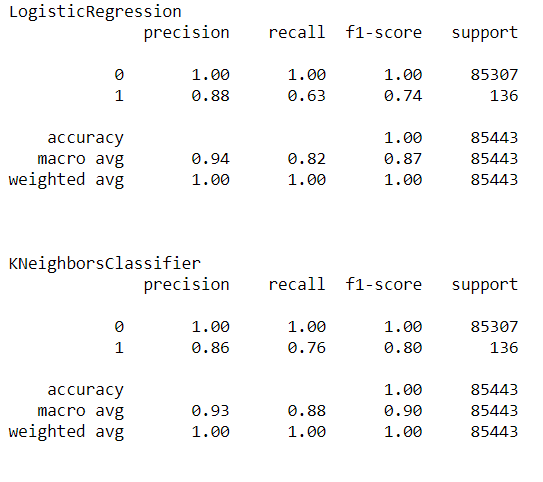 LogisticRegression
precision recall f1-score support
0 1.00 1.00 1.00 85307
1 0.88 0.63 0.74 136
accuracy 1.00 85443
macro avg 0.94 0.82 0.87 85443
weighted avg 1.00 1.00 1.00 85443
KNeighborsClassifier
precision recall f1-score support
0 1.00 1.00 1.00 85307
1 0.86 0.76 0.80 136
accuracy 1.00 85443
macro avg 0.93 0.88 0.90 85443
weighted avg 1.00 1.00 1.00 85443